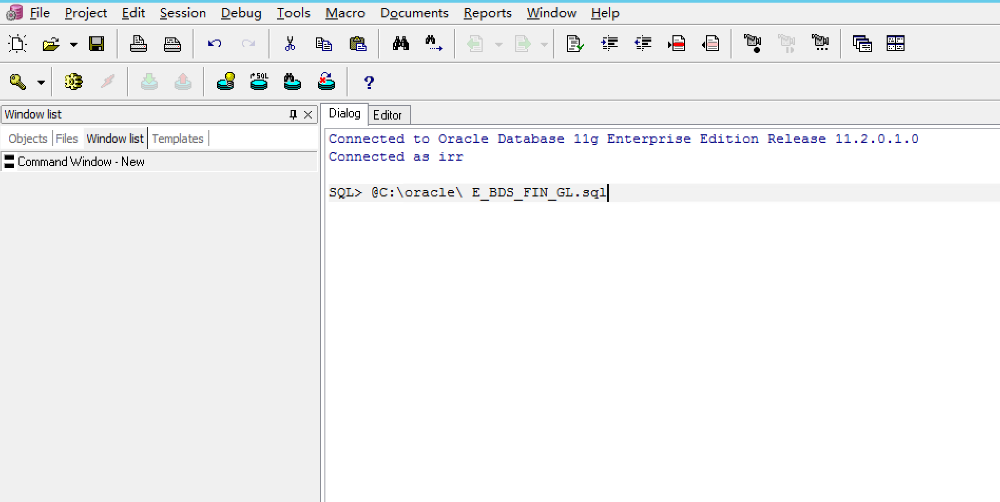 File Project Edit Session Debug Tools Macro Documents Reports Window Help
SQL
?
Window list
Dialog Editor
Objects Files Window list Templates
Command Window - New
Connected to Oracle Database 11g Enterprise Edition Release 11.2.0.1.0
Connected as irr
SQL> @C:\oracle\ E_BDS_FIN_GL.sql